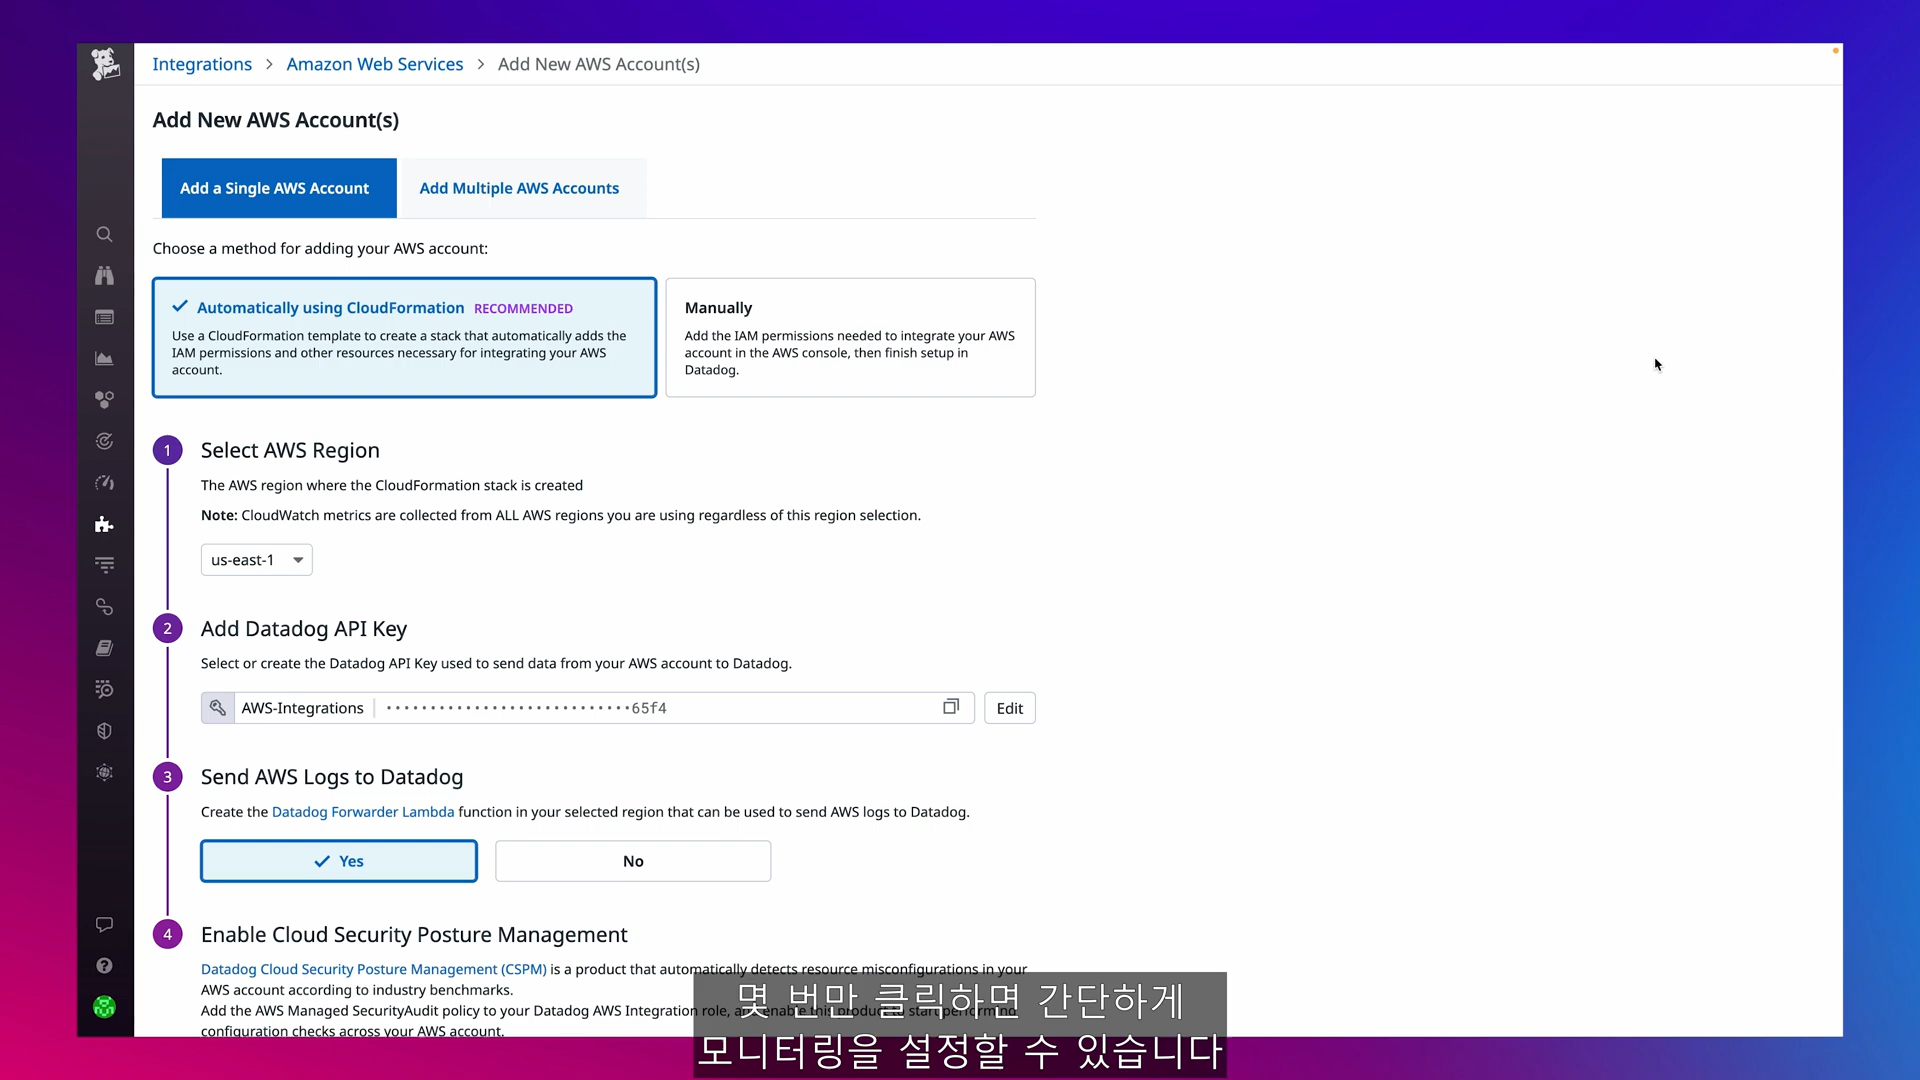 Integrations > Amazon Web Services > Add New AWS Account(s)
Add New AWS Account(s)
Add a Single AWS Account
Add Multiple AWS Accounts
Choose a method for adding your AWS account:
Automatically using CloudFormation RECOMMENDED
Use a CloudFormation template to create a stack that automatically adds the
IAM permissions and other resources necessary for integrating your AWS
account.
Manually
Add the IAM permissions needed to integrate your AWS
account in the AWS console, then finish setup in
Datadog.
1 Select AWS Region
The AWS region where the CloudFormation stack is created
Note: CloudWatch metrics are collected from ALL AWS regions you are using regardless of this region selection.
us-east-1
2 Add Datadog API Key
Select or create the Datadog API Key used to send data from your AWS account to Datadog.
AWS-Integrations ••••••••••••••••••••••••••••65f4 Edit
3 Send AWS Logs to Datadog
Create the Datadog Forwarder Lambda function in your selected region that can be used to send AWS logs to Datadog.
Yes
No
4 Enable Cloud Security Posture Management
Datadog Cloud Security Posture Management (CSPM) is a product that automatically detects resource misconfigurations in your
AWS account according to industry benchmarks.
Add the AWS Managed SecurityAudit policy to your Datadog AWS Integration role, and enable this product to start performing
configuration checks across your AWS account.
몇 번만 클릭하면 간단하게
모니터링을 설정할 수 있습니다